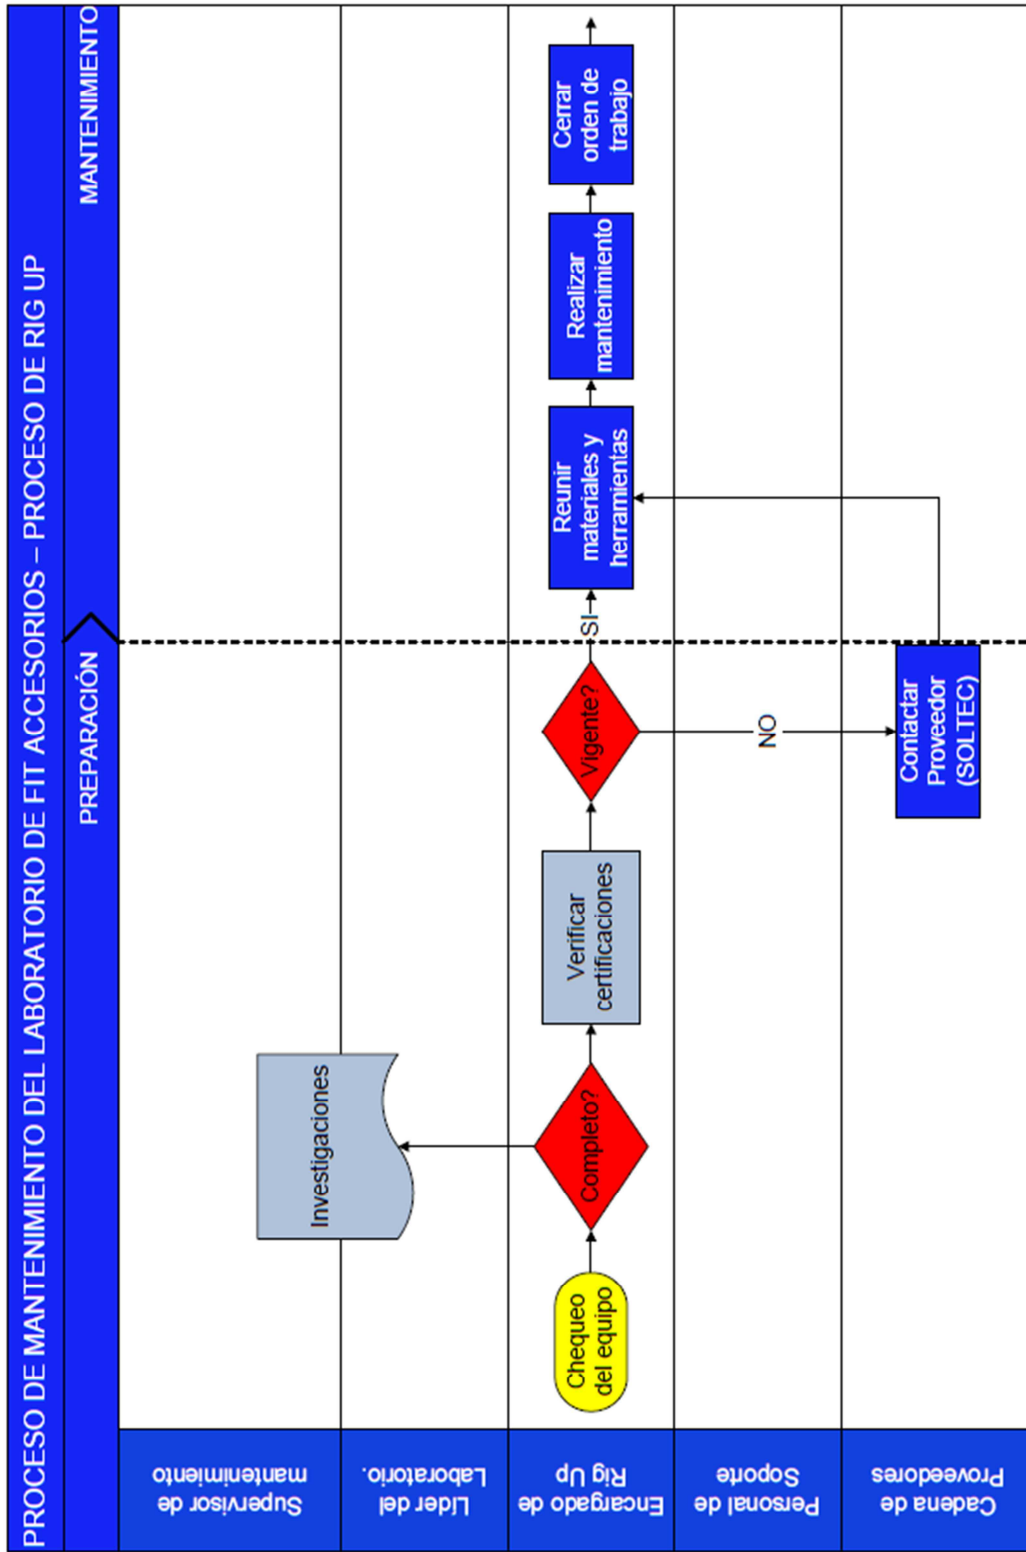 PROCESO DE MANTENIMIENTO DEL LABORATORIO DE FIT ACCESORIOS – PROCESO DE RIG UP
PREPARACIÓN
MANTENIMIENTO
Supervisor de
mantenimiento
Líder del
Laboratorio.
Encargado de
Rig Up
Personal de
Soporte
Cadena de
Proveedores
Investigaciones
Chequeo
del equipo
Completo?
Verificar
certificaciones
Vigente?
SI
NO
Contactar
Proveedor
(SOLTEC)
Reunir
materiales y
herramientas
Realizar
mantenimiento
Cerrar
orden de
trabajo